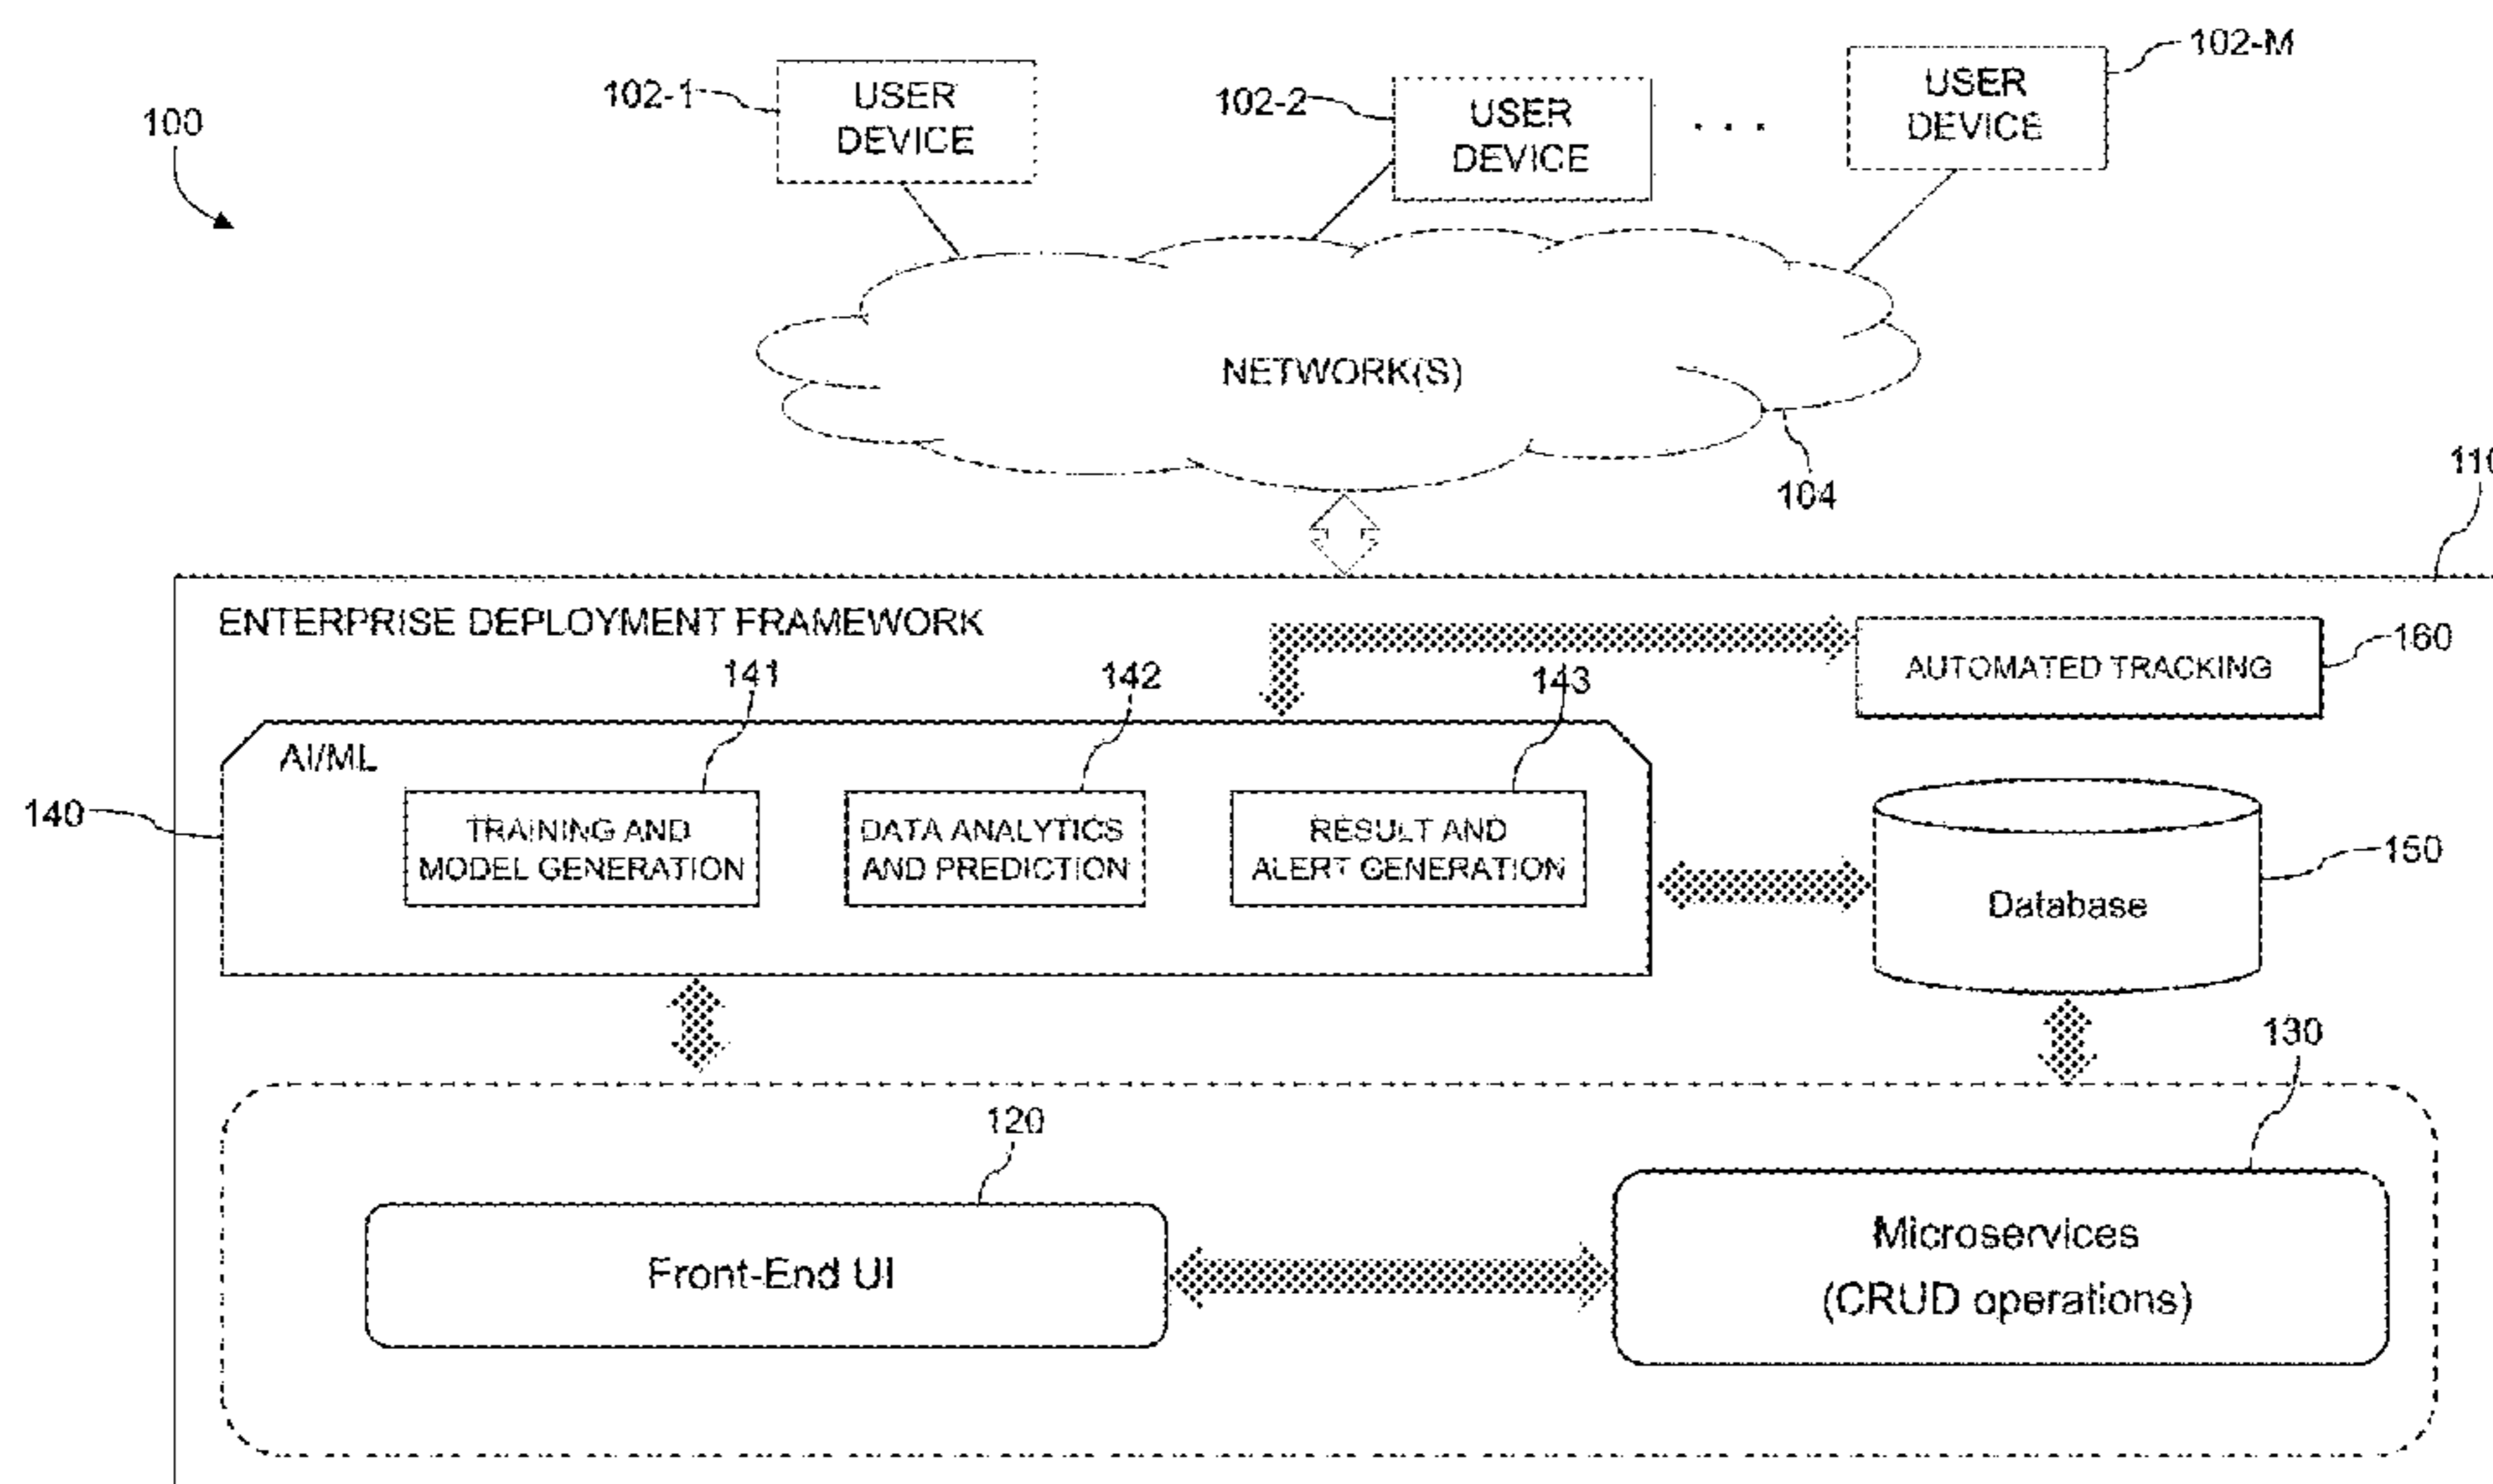 102-M
USER
DEVICE
102-1
USER
DEVICE
102-2
USER
DEVICE
. . .
100
NETWORK(S)
104
110
ENTERPRISE DEPLOYMENT FRAMEWORK
160
AUTOMATED TRACKING
141
142
143
AI/ML
140
TRAINING AND
MODEL GENERATION
DATA ANALYTICS
AND PREDICTION
RESULT AND
ALERT GENERATION
150
Database
130
120
Front-End UI
Microservices
(CRUD operations)